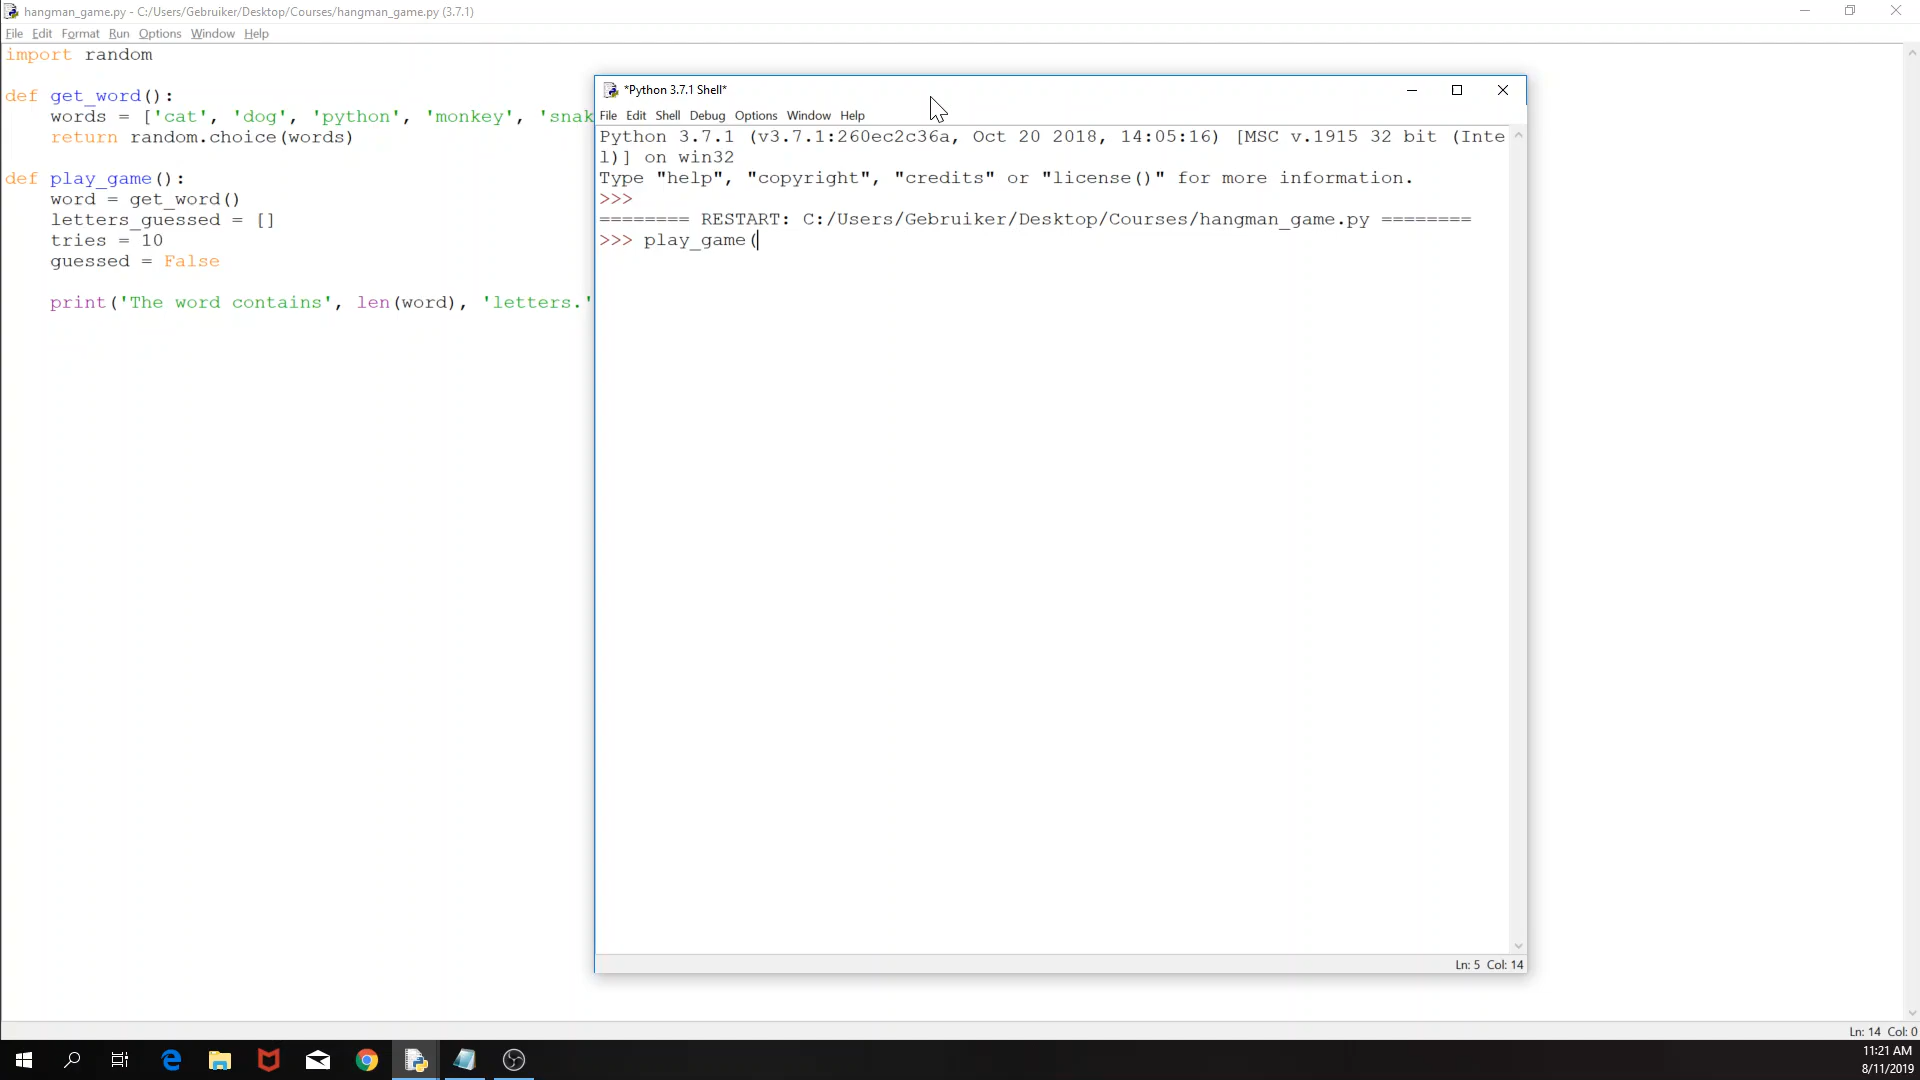 hangman_game.py - C:/Users/Gebruiker/Desktop/Courses/hangman_game.py (3.7.1)
File Edit Format Run Options Window Help
import random
def get_word():
words = ['cat', 'dog', 'python', 'monkey', 'snak
return random.choice(words)
def play_game():
word = get_word()
letters_guessed = []
tries = 10
guessed = False
print('The word contains', len(word), 'letters.'
*Python 3.7.1 Shell*
File Edit Shell Debug Options Window Help
Python 3.7.1 (v3.7.1:260ec2c36a, Oct 20 2018, 14:05:16) [MSC v.1915 32 bit (Inte
l)] on win32
Type "help", "copyright", "credits" or "license()" for more information.
>>>
======== RESTART: C:/Users/Gebruiker/Desktop/Courses/hangman_game.py ========
>>> play_game(
Ln: 5 Col: 14
Ln: 14 Col: 0
11:21 AM
8/11/2019